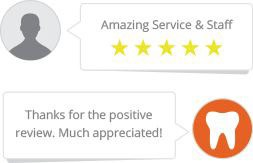 Amazing Service & Staff
Thanks for the positive
review. Much appreciated!